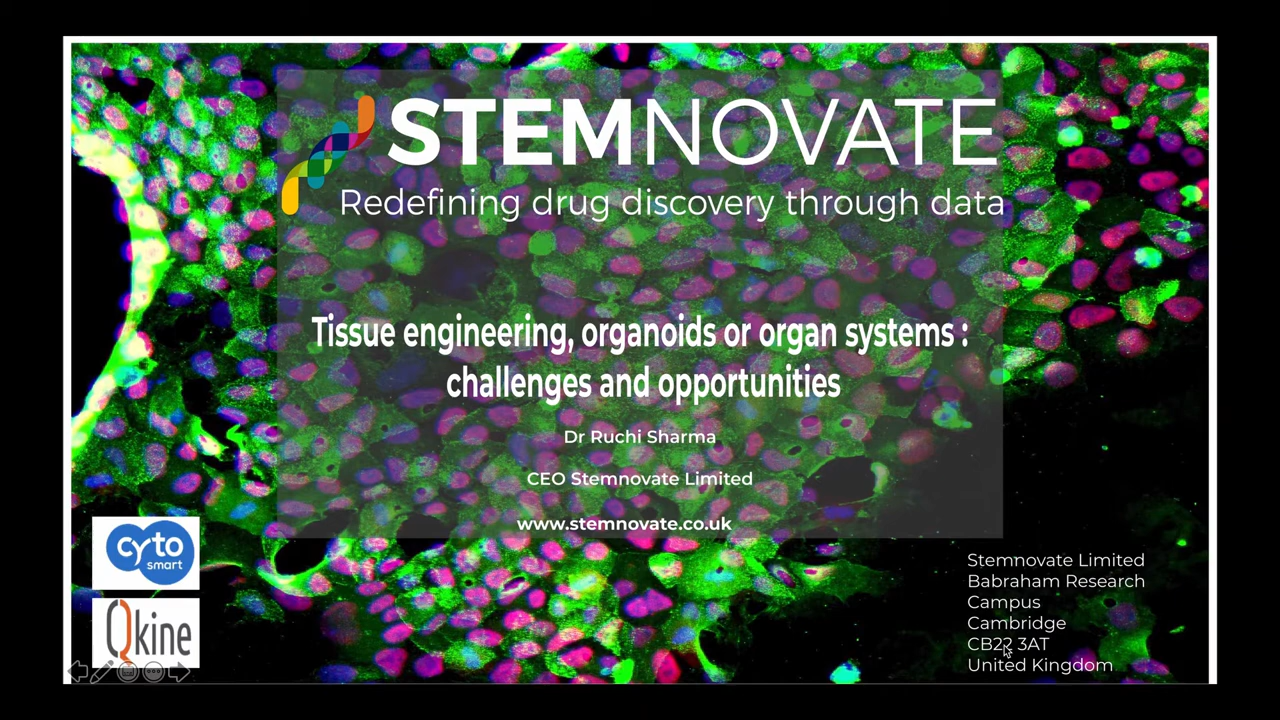 STEMNOVATE
Redefining drug discovery through data
Tissue engineering, organoids or organ systems :
challenges and opportunities
Dr Ruchi Sharma
CEO Stemnovate Limited
www.stemnovate.co.uk
cyto
smart
Qkine
Stemnovate Limited
Babraham Research
Campus
Cambridge
CB22 3AT
United Kingdom